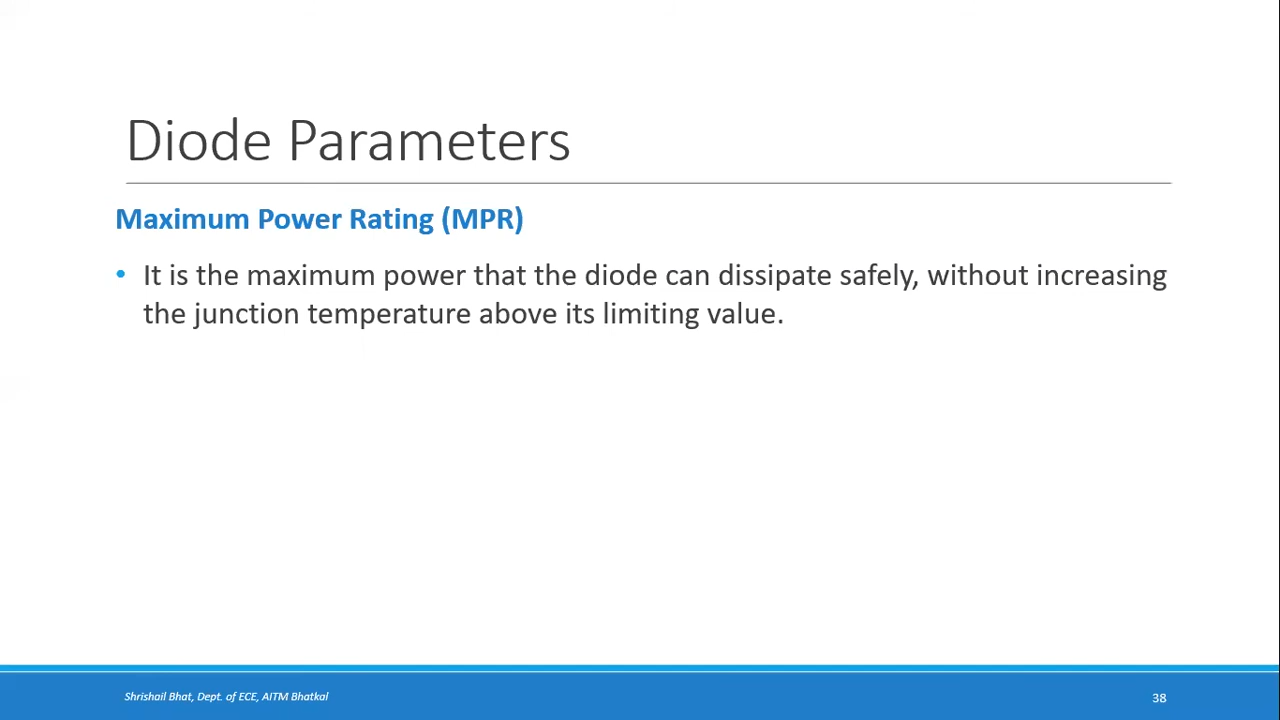 Diode Parameters
Maximum Power Rating (MPR)
• It is the maximum power that the diode can dissipate safely, without increasing
the junction temperature above its limiting value.
Shrishail Bhat, Dept. of ECE, AITM Bhatkal
38